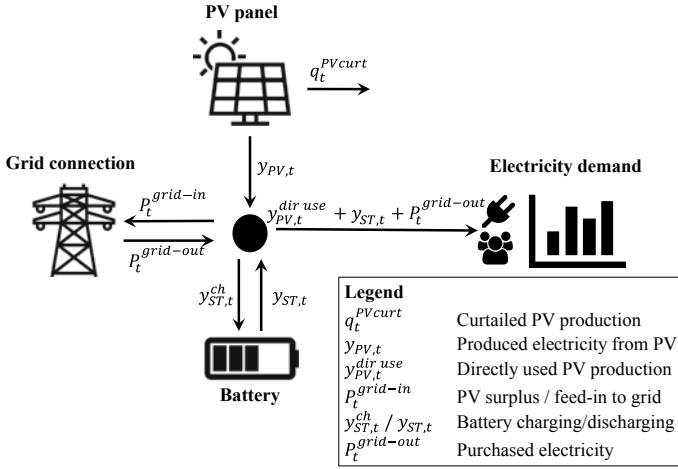 PV panel
q_t^{PVcurt}
y_{PV,t}
Grid connection
P_t^{grid-in}
P_t^{grid-out}
y_{PV,t}^{dir use} + y_{ST,t} + P_t^{grid-out}
Electricity demand
y_{ST,t}^{ch}
y_{ST,t}
Battery
Legend
q_t^{PVcurt} Curtailed PV production
y_{PV,t} Produced electricity from PV
y_{PV,t}^{dir use} Directly used PV production
P_t^{grid-in} PV surplus / feed-in to grid
y_{ST,t}^{ch} / y_{ST,t} Battery charging/discharging
P_t^{grid-out} Purchased electricity